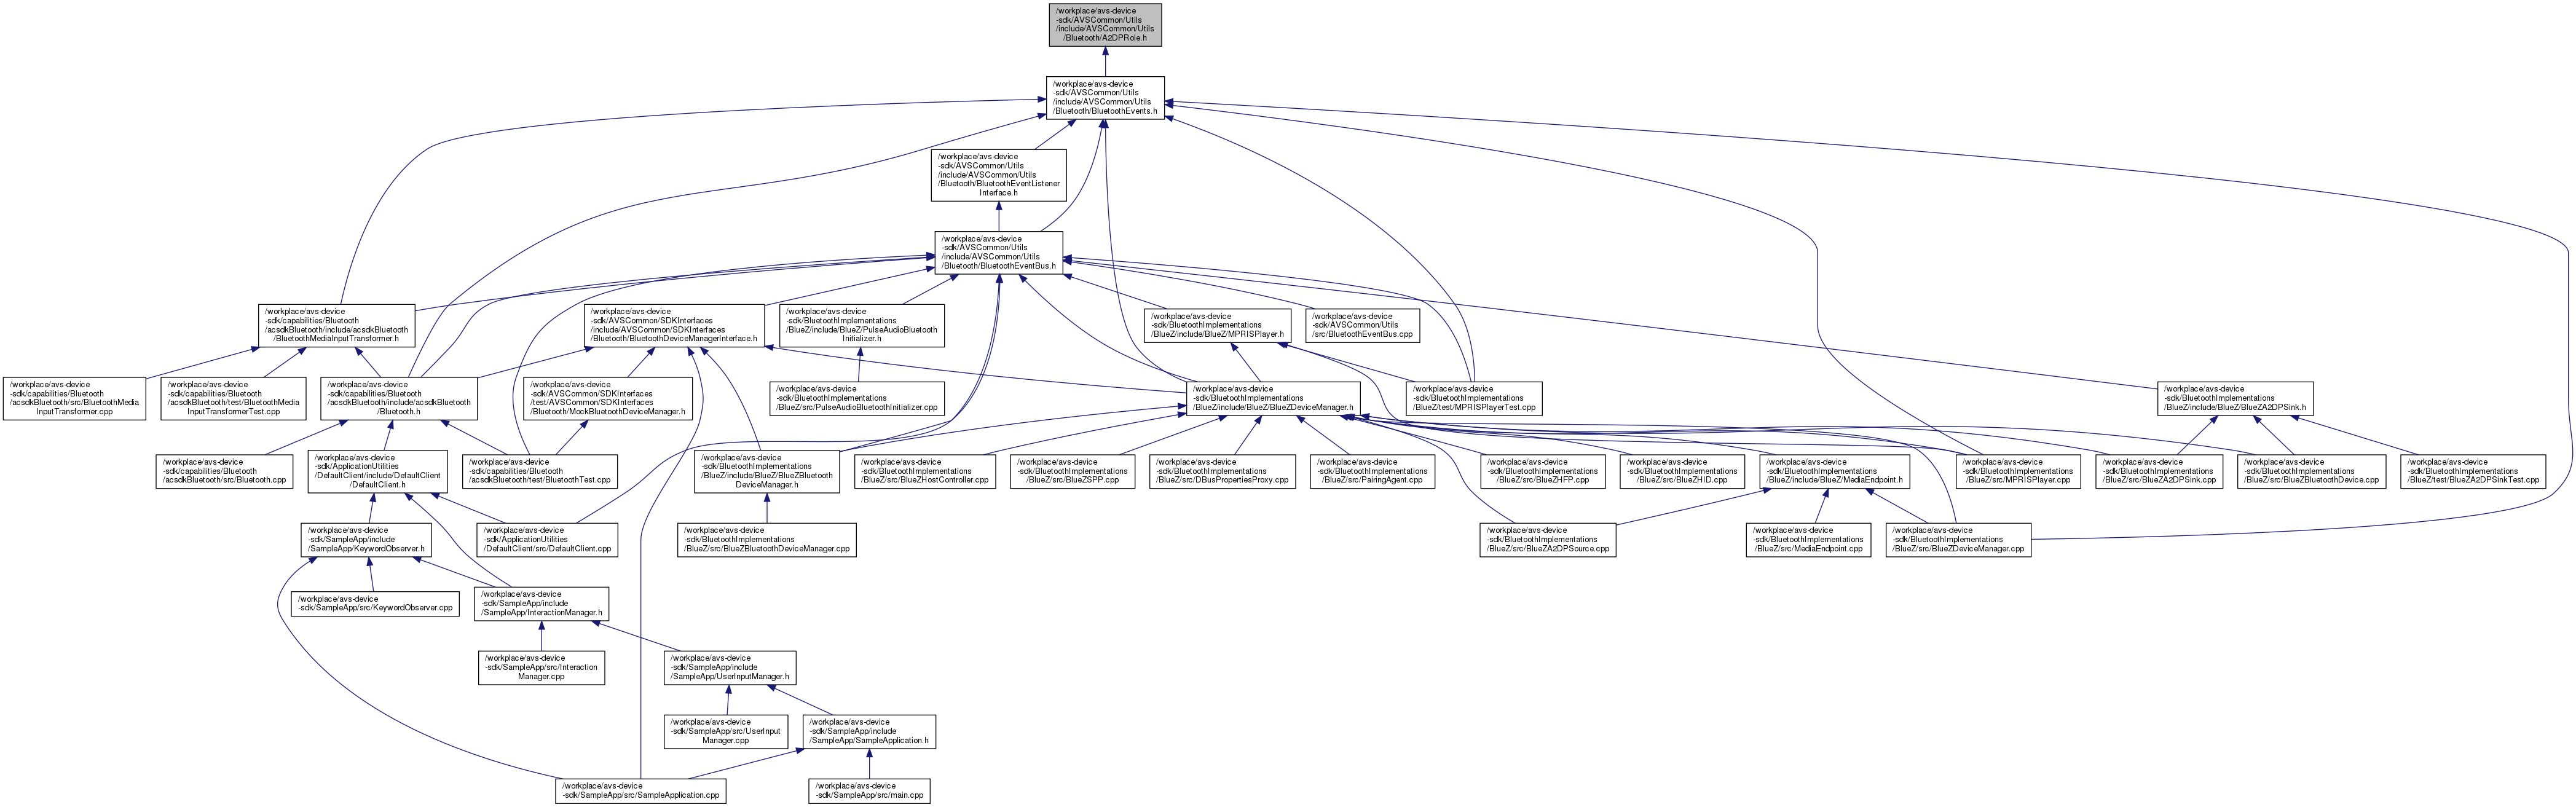 /workplace/avs-device
-sdk/AVSCommon/Utils
/include/AVSCommon/Utils
/Bluetooth/A2DPRole.h
/workplace/avs-device
-sdk/AVSCommon/Utils
/include/AVSCommon/Utils
/Bluetooth/BluetoothEvents.h
/workplace/avs-device
-sdk/AVSCommon/Utils
/include/AVSCommon/Utils
/Bluetooth/BluetoothEventListener
Interface.h
/workplace/avs-device
-sdk/AVSCommon/Utils
/include/AVSCommon/Utils
/Bluetooth/BluetoothEventBus.h
/workplace/avs-device
-sdk/capabilities/Bluetooth
/acsdkBluetooth/include/acsdkBluetooth
/BluetoothMediaInputTransformer.h
/workplace/avs-device
-sdk/AVSCommon/SDKInterfaces
/include/AVSCommon/SDKInterfaces
/Bluetooth/BluetoothDeviceManagerInterface.h
/workplace/avs-device
-sdk/BluetoothImplementations
/BlueZ/include/BlueZ/PulseAudioBluetooth
Initializer.h
/workplace/avs-device
-sdk/BluetoothImplementations
/BlueZ/include/BlueZ/MPRISPlayer.h
/workplace/avs-device
-sdk/AVSCommon/Utils
/src/BluetoothEventBus.cpp
/workplace/avs-device
-sdk/capabilities/Bluetooth
/acsdkBluetooth/src/BluetoothMedia
InputTransformer.cpp
/workplace/avs-device
-sdk/capabilities/Bluetooth
/acsdkBluetooth/test/BluetoothMedia
InputTransformerTest.cpp
/workplace/avs-device
-sdk/capabilities/Bluetooth
/acsdkBluetooth/include/acsdkBluetooth
/Bluetooth.h
/workplace/avs-device
-sdk/AVSCommon/SDKInterfaces
/test/AVSCommon/SDKInterfaces
/Bluetooth/MockBluetoothDeviceManager.h
/workplace/avs-device
-sdk/BluetoothImplementations
/BlueZ/src/PulseAudioBluetoothInitializer.cpp
/workplace/avs-device
-sdk/BluetoothImplementations
/BlueZ/include/BlueZ/BlueZDeviceManager.h
/workplace/avs-device
-sdk/BluetoothImplementations
/BlueZ/test/MPRISPlayerTest.cpp
/workplace/avs-device
-sdk/BluetoothImplementations
/BlueZ/include/BlueZ/BlueZA2DPSink.h
/workplace/avs-device
-sdk/capabilities/Bluetooth
/acsdkBluetooth/src/Bluetooth.cpp
/workplace/avs-device
-sdk/ApplicationUtilities
/DefaultClient/include/DefaultClient
/DefaultClient.h
/workplace/avs-device
-sdk/capabilities/Bluetooth
/acsdkBluetooth/test/BluetoothTest.cpp
/workplace/avs-device
-sdk/BluetoothImplementations
/BlueZ/include/BlueZ/BlueZBluetooth
DeviceManager.h
/workplace/avs-device
-sdk/BluetoothImplementations
/BlueZ/src/BlueZHostController.cpp
/workplace/avs-device
-sdk/BluetoothImplementations
/BlueZ/src/BlueZSPP.cpp
/workplace/avs-device
-sdk/BluetoothImplementations
/BlueZ/src/DBusPropertiesProxy.cpp
/workplace/avs-device
-sdk/BluetoothImplementations
/BlueZ/src/PairingAgent.cpp
/workplace/avs-device
-sdk/BluetoothImplementations
/BlueZ/src/BlueZHFP.cpp
/workplace/avs-device
-sdk/BluetoothImplementations
/BlueZ/src/BlueZHID.cpp
/workplace/avs-device
-sdk/BluetoothImplementations
/BlueZ/include/BlueZ/MediaEndpoint.h
/workplace/avs-device
-sdk/BluetoothImplementations
/BlueZ/src/MPRISPlayer.cpp
/workplace/avs-device
-sdk/BluetoothImplementations
/BlueZ/src/BlueZA2DPSink.cpp
/workplace/avs-device
-sdk/BluetoothImplementations
/BlueZ/src/BlueZBluetoothDevice.cpp
/workplace/avs-device
-sdk/BluetoothImplementations
/BlueZ/test/BlueZA2DPSinkTest.cpp
/workplace/avs-device
-sdk/SampleApp/include
/SampleApp/KeywordObserver.h
/workplace/avs-device
-sdk/ApplicationUtilities
/DefaultClient/src/DefaultClient.cpp
/workplace/avs-device
-sdk/BluetoothImplementations
/BlueZ/src/BlueZBluetoothDeviceManager.cpp
/workplace/avs-device
-sdk/BluetoothImplementations
/BlueZ/src/BlueZA2DPSource.cpp
/workplace/avs-device
-sdk/BluetoothImplementations
/BlueZ/src/MediaEndpoint.cpp
/workplace/avs-device
-sdk/BluetoothImplementations
/BlueZ/src/BlueZDeviceManager.cpp
/workplace/avs-device
-sdk/SampleApp/src/KeywordObserver.cpp
/workplace/avs-device
-sdk/SampleApp/include
/SampleApp/InteractionManager.h
/workplace/avs-device
-sdk/SampleApp/src/Interaction
Manager.cpp
/workplace/avs-device
-sdk/SampleApp/include
/SampleApp/UserInputManager.h
/workplace/avs-device
-sdk/SampleApp/src/UserInput
Manager.cpp
/workplace/avs-device
-sdk/SampleApp/include
/SampleApp/SampleApplication.h
/workplace/avs-device
-sdk/SampleApp/src/SampleApplication.cpp
/workplace/avs-device
-sdk/SampleApp/src/main.cpp